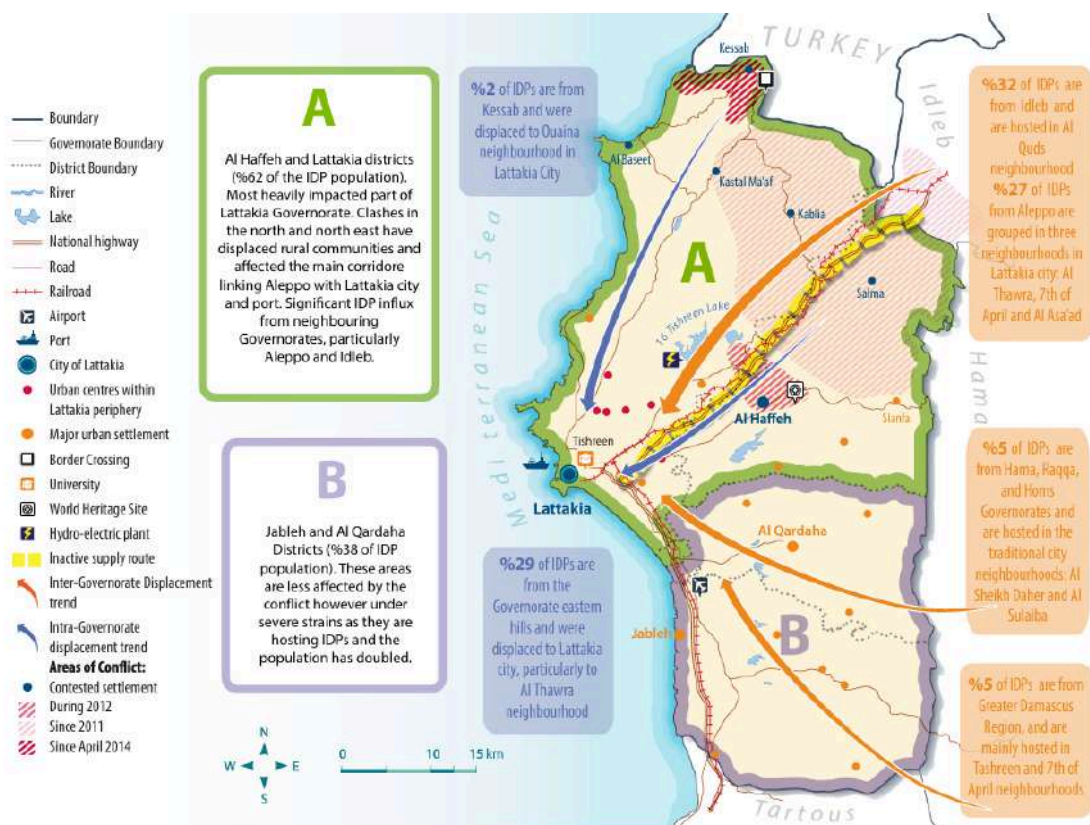 Boundary
Governorate Boundary
District Boundary
River
Lake
National highway
Road
Railroad
Airport
Port
City of Lattakia
Urban centres within
Lattakia periphery
Major urban settlement
Border Crossing
University
World Heritage Site
Hydro-electric plant
Inactive supply route
Inter-Governorate Displacement
trend
Intra-Governorate
displacement trend
Areas of Conflict:
Contested settlement
During 2012
Since 2011
Since April 2014
A
Al Haffeh and Lattakia districts
(%62 of the IDP population).
Most heavily impacted part of
Lattakia Governorate. Clashes in
the north and north east have
displaced rural communities and
affected the main corridore
linking Aleppo with Lattakia city
and port. Significant IDP influx
from neighbouring
Governorates, particularly
Aleppo and Idleb.
B
Jableh and Al Qardaha
Districts (%38 of IDP
population). These areas
are less affected by the
conflict however under
severe strains as they are
hosting IDPs and the
population has doubled.
N
W E
S
0 10 15 km
%2 of IDPs are from
Kessab and were
displaced to Ouaina
neighbourhood in
Lattakia City
%29 of IDPs are
from the
Governorate eastern
hills and were
displaced to Lattakia
city, particularly to
Al Thawra
neighbourhood
Mediterranean Sea
TURKEY
Idleb
Hama
Tartous
Kessab
Al Baseet
Kastal Ma'af
Kablia
A
Salma
16 Tishreen Lake
Al Haffeh
Slanfa
Tishreen
Lattakia
Al Qardaha
Jableh
B
%32 of IDPs are
from Idleb and
are hosted in Al
Quds
neighbourhood
%27 of IDPs
from Aleppo are
grouped in three
neighbourhoods in
Lattakia city: Al
Thawra, 7th of
April and Al Asa'ad
%5 of IDPs are
from Hama, Raqqa,
and Homs
Governorates and
are hosted in the
traditional city
neighbourhoods: Al
Sheikh Daher and Al
Sulaiba
%5 of IDPs are from
Greater Damascus
Region, and are
mainly hosted in
Tashreen and 7th of
April neighbourhoods